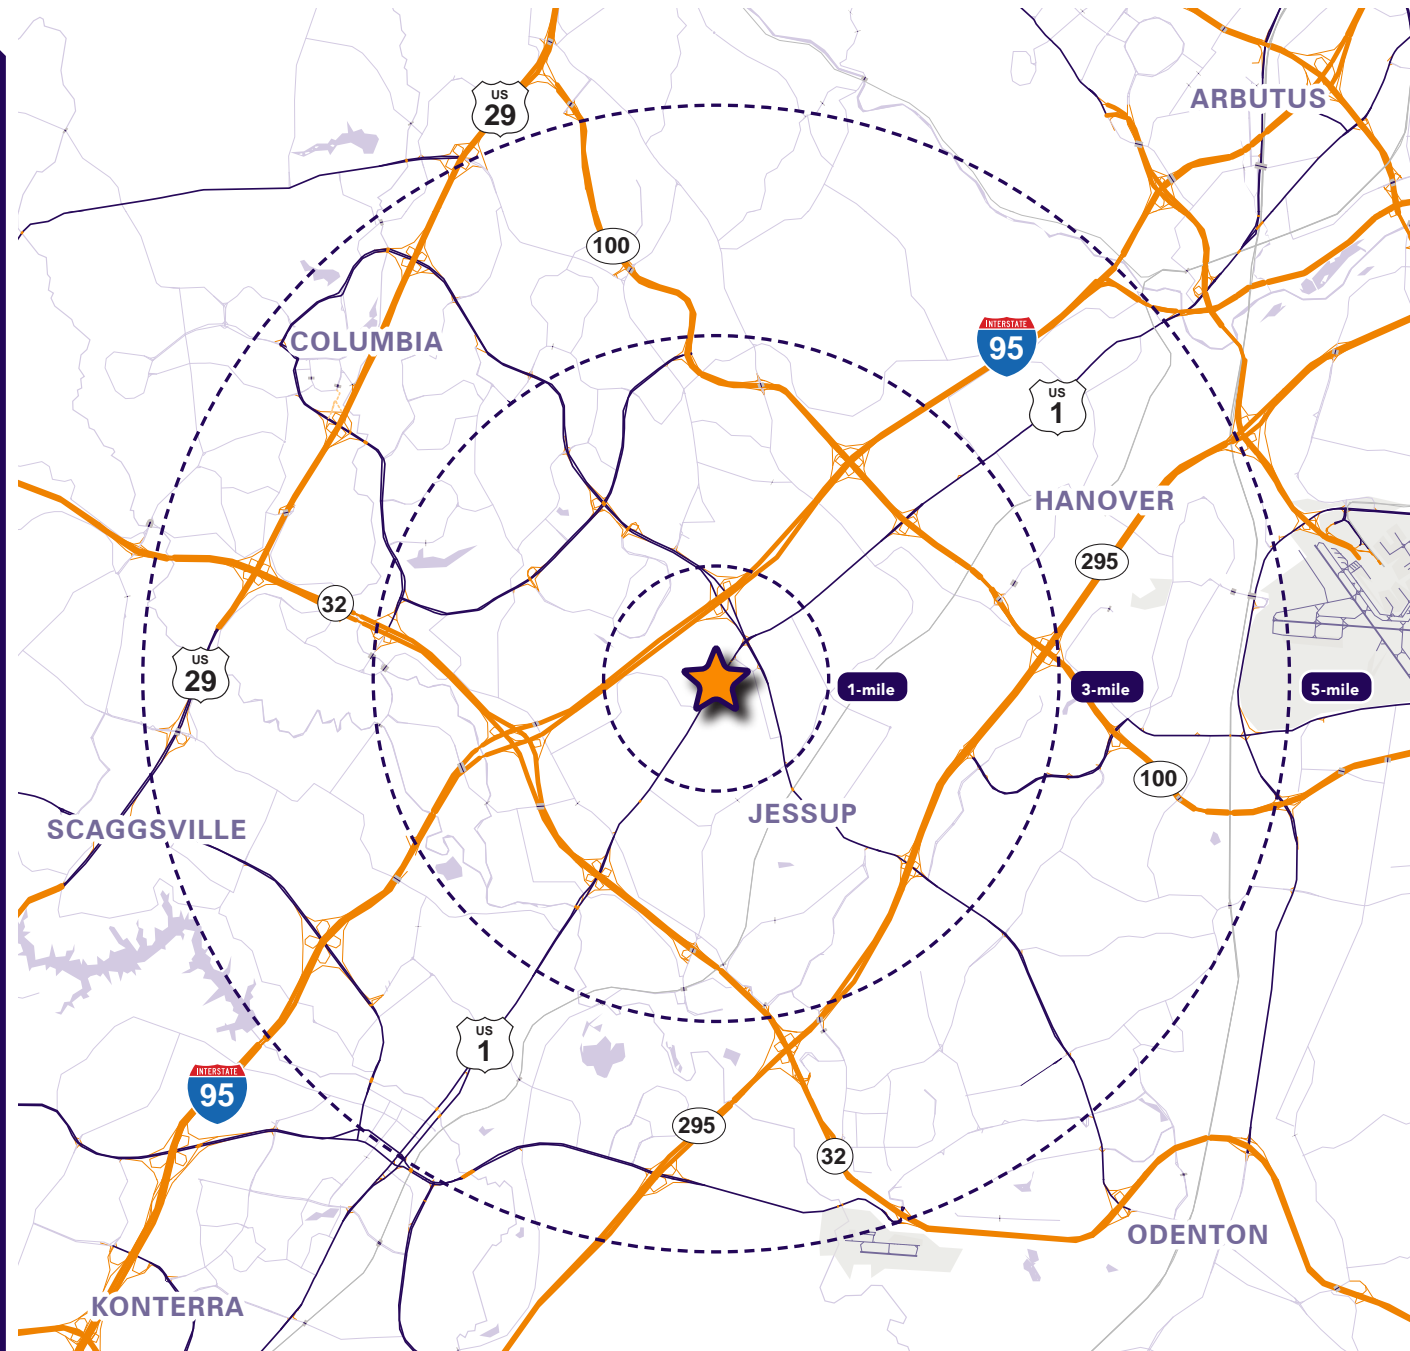 US
29
ARBUTUS
100
COLUMBIA
INTERSTATE
95
US
1
HANOVER
295
32
US
29
1-mile
3-mile
5-mile
100
JESSUP
SCAGGSVILLE
US
1
INTERSTATE
95
295
32
ODENTON
KONTERRA